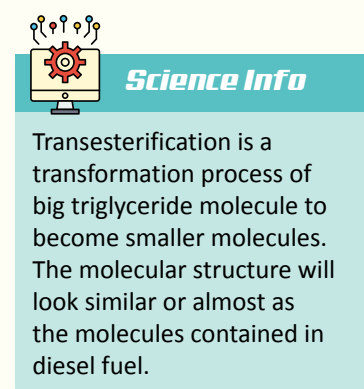 Science Info
Transesterification is a
transformation process of
big triglyceride molecule to
become smaller molecules.
The molecular structure will
look similar or almost as
the molecules contained in
diesel fuel.